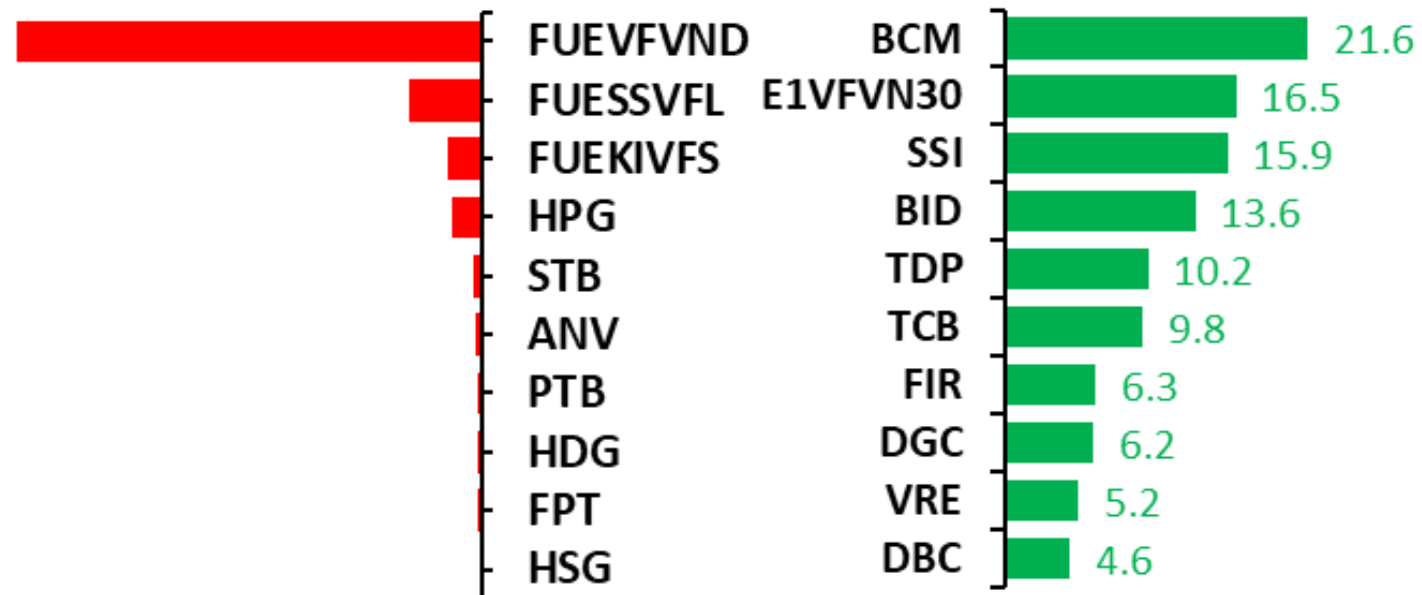 FUEVFVND BCM 21.6
FUESSVFL E1VFVN30 16.5
FUEKIVFS SSI 15.9
HPG BID 13.6
STB TDP 10.2
ANV TCB 9.8
PTB FIR 6.3
HDG DGC 6.2
FPT VRE 5.2
HSG DBC 4.6